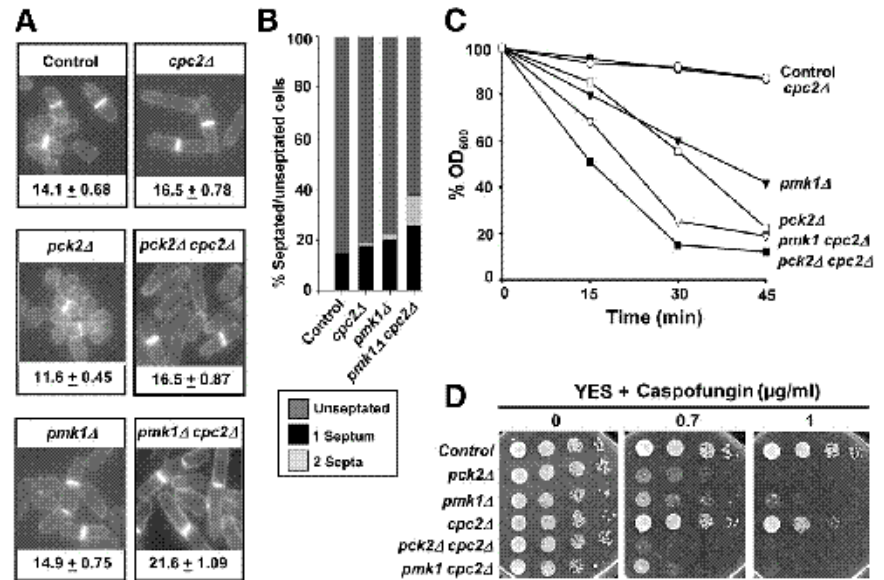 A
Control
cpc2Δ
14.1 ± 0.68
16.5 ± 0.78
pck2Δ
pck2Δ cpc2Δ
11.6 ± 0.45
16.5 ± 0.87
pmk1Δ
pmk1Δ cpc2Δ
14.9 ± 0.75
21.6 ± 1.09
B
% Septated/unseptated cells
100
80
60
40
20
0
Control
cpc2Δ
pmk1Δ
pmk1Δ cpc2Δ
Unseptated
1 Septum
2 Septa
C
% OD600
100
80
60
40
20
0
0
15
30
45
Time (min)
Control
cpc2Δ
pmk1Δ
pck2Δ
pmk1 cpc2Δ
pck2Δ cpc2Δ
D
YES + Caspofungin (µg/ml)
0
0.7
1
Control
pck2Δ
pmk1Δ
cpc2Δ
pck2Δ cpc2Δ
pmk1 cpc2Δ